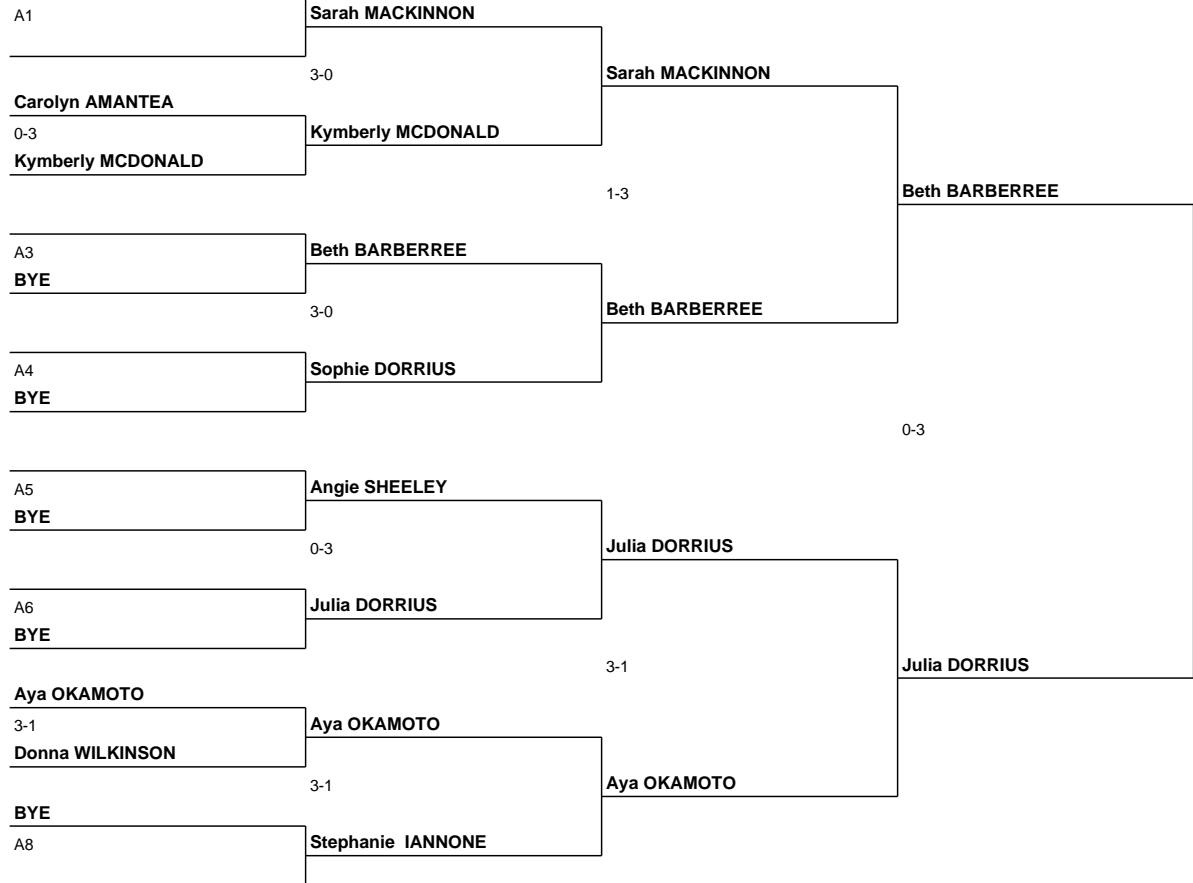 A1
Sarah MACKINNON
3-0
Sarah MACKINNON
Carolyn AMANTEA
0-3
Kymberly MCDONALD
Kymberly MCDONALD
1-3
Beth BARBERREE
A3
Beth BARBERREE
BYE
3-0
Beth BARBERREE
A4
Sophie DORRIUS
BYE
0-3
A5
Angie SHEELEY
BYE
0-3
Julia DORRIUS
A6
Julia DORRIUS
BYE
3-1
Julia DORRIUS
Aya OKAMOTO
3-1
Aya OKAMOTO
Donna WILKINSON
3-1
Aya OKAMOTO
BYE
A8
Stephanie  IANNONE